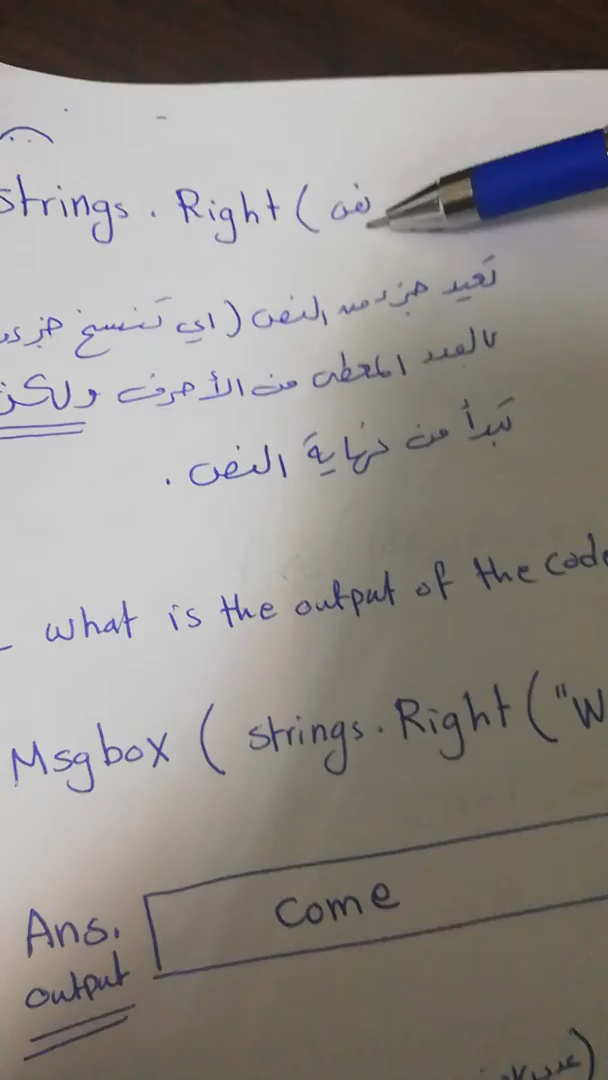 strings. Right ( نص
تعيد جزء من النص (اي تنسخ جزء
بالعدد المعطى من الأحرف ولكن
تبدأ من نهاية النص.
_ What is the output of the code
Msgbox ( strings. Right ("W
Ans. Come
output